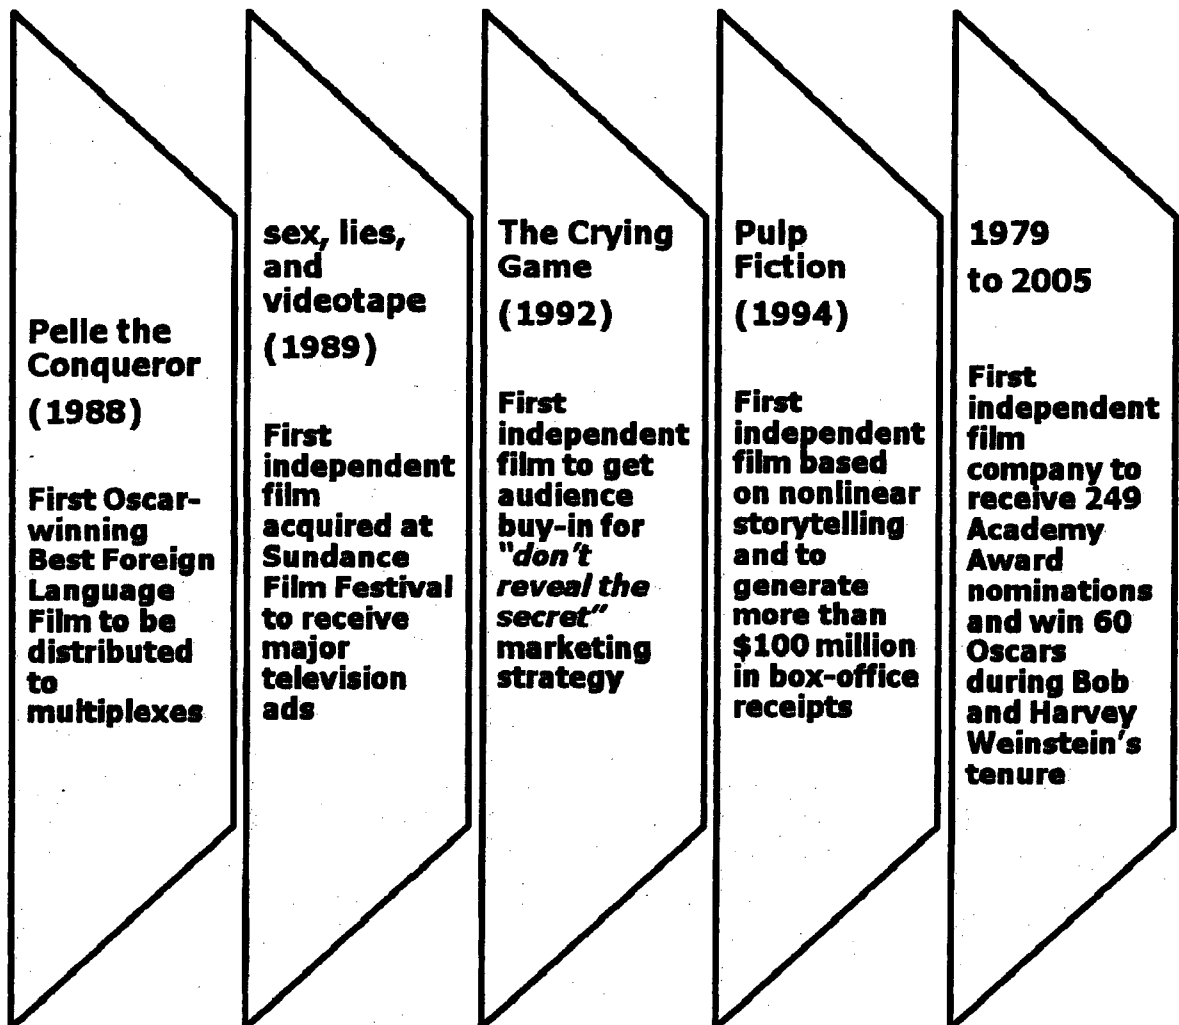 Pelle the
Conqueror
(1988)
First Oscar-
winning
Best Foreign
Language
Film to be
distributed
to
multiplexes
sex, lies,
and
videotape
(1989)
First
independent
film
acquired at
Sundance
Film Festival
to receive
major
television
ads
The Crying
Game
(1992)
First
independent
film to get
audience
buy-in for
"don't
reveal the
secret"
marketing
strategy
Pulp
Fiction
(1994)
First
independent
film based
on nonlinear
storytelling
and to
generate
more than
$100 million
in box-office
receipts
1979
to 2005
First
independent
film
company to
receive 249
Academy
Award
nominations
and win 60
Oscars
during Bob
and Harvey
Weinstein's
tenure